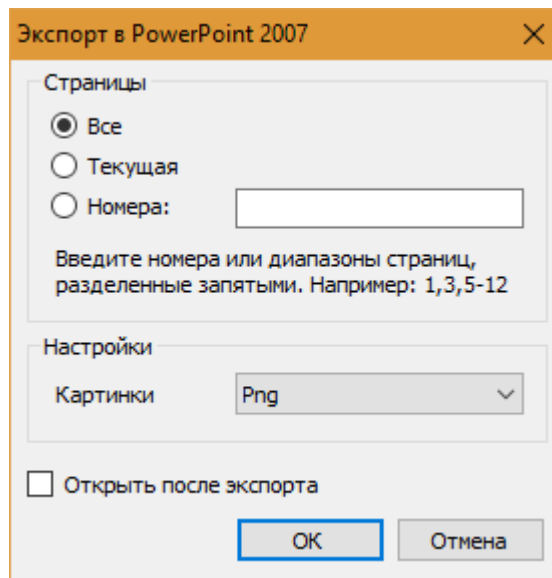 Экспорт в PowerPoint 2007
Страницы
Все
Текущая
Номера:
Введите номера или диапазоны страниц,
разделенные запятыми. Например: 1,3,5-12
Настройки
Картинки Png
Открыть после экспорта
OK Отмена